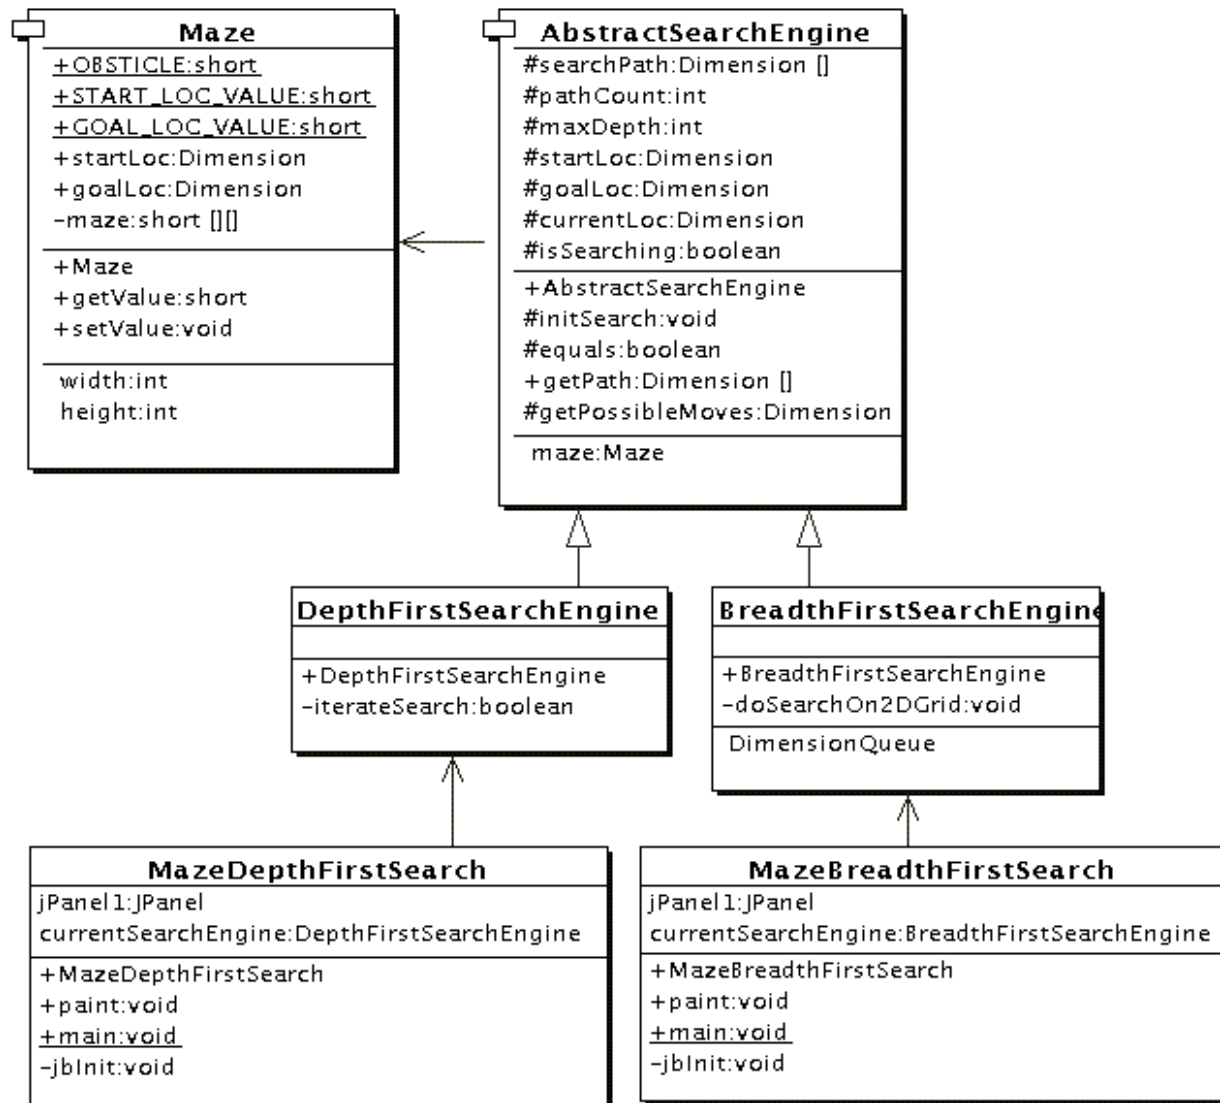 Maze
+OBSTICLE:short
+START_LOC_VALUE:short
+GOAL_LOC_VALUE:short
+startLoc:Dimension
+goalLoc:Dimension
-maze:short [][]
+Maze
+getValue:short
+setValue:void
width:int
height:int
AbstractSearchEngine
#searchPath:Dimension []
#pathCount:int
#maxDepth:int
#startLoc:Dimension
#goalLoc:Dimension
#currentLoc:Dimension
#isSearching:boolean
+AbstractSearchEngine
#initSearch:void
#equals:boolean
+getPath:Dimension []
#getPossibleMoves:Dimension
maze:Maze
DepthFirstSearchEngine
+DepthFirstSearchEngine
-iterateSearch:boolean
BreadthFirstSearchEngine
+BreadthFirstSearchEngine
-doSearchOn2DGrid:void
DimensionQueue
MazeDepthFirstSearch
jPanel1:JPanel
currentSearchEngine:DepthFirstSearchEngine
+MazeDepthFirstSearch
+paint:void
+main:void
-jbInit:void
MazeBreadthFirstSearch
jPanel1:JPanel
currentSearchEngine:BreadthFirstSearchEngine
+MazeBreadthFirstSearch
+paint:void
+main:void
-jbInit:void